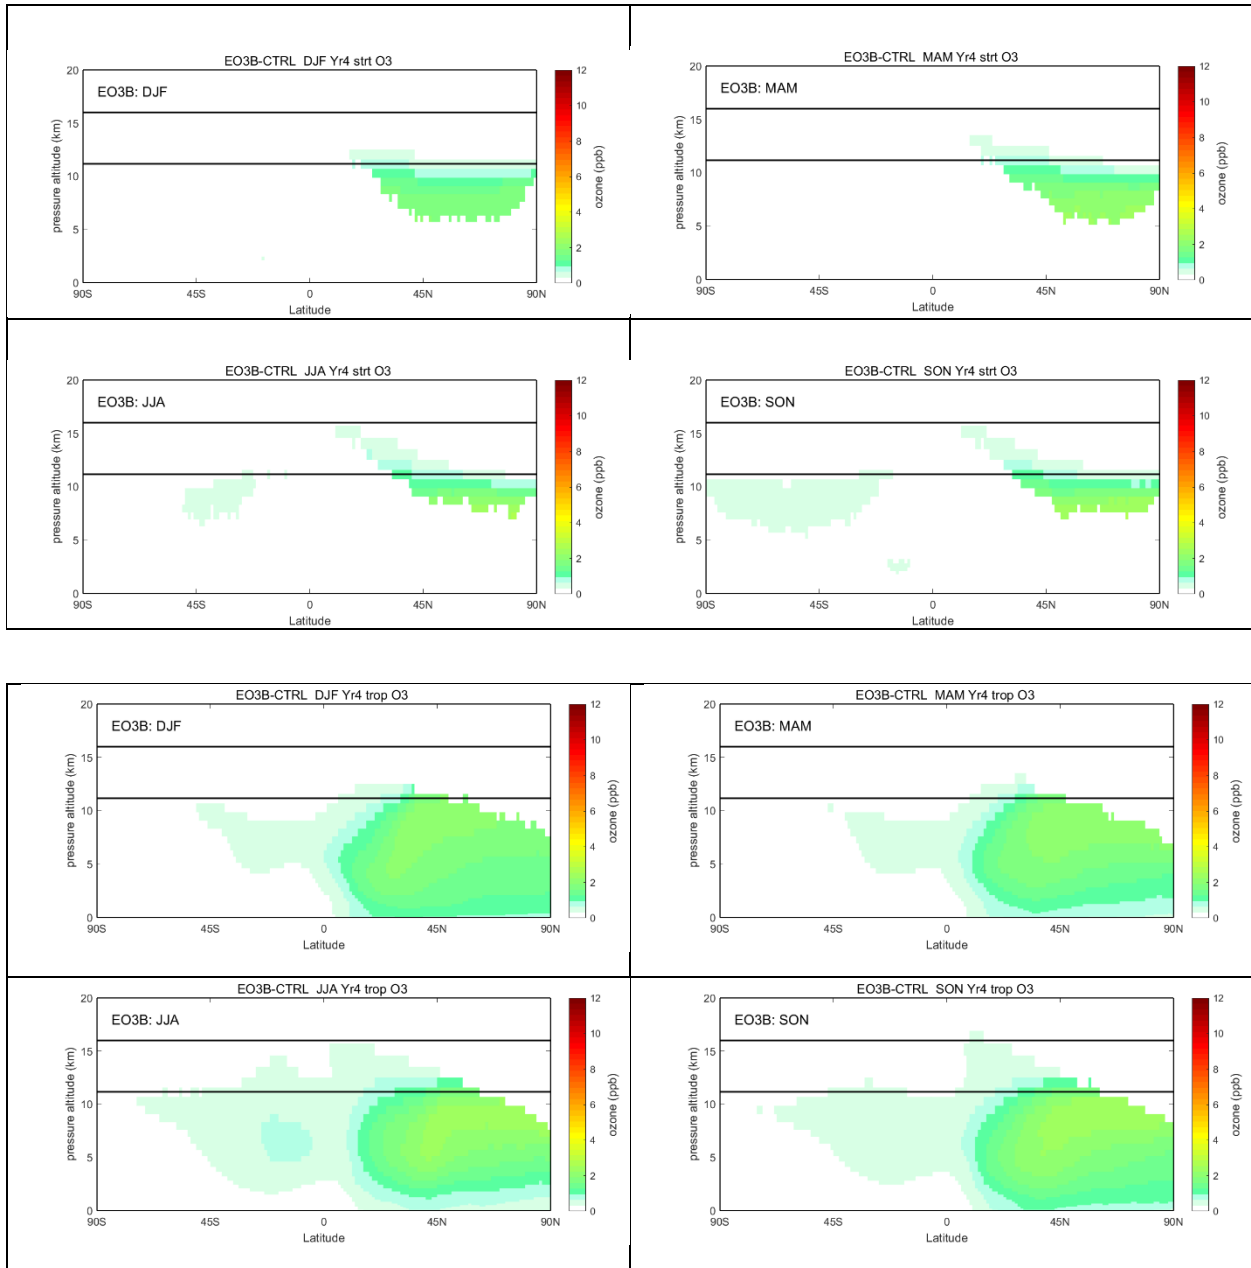 EO3B-CTRL DJF Yr4 strt O3
EO3B: DJF
20
15
10
5
0
pressure altitude (km)
90S 45S 0 45N 90N
Latitude
12
10
8
6
4
2
0
ozone (ppb)
EO3B-CTRL MAM Yr4 strt O3
EO3B: MAM
20
15
10
5
0
pressure altitude (km)
90S 45S 0 45N 90N
Latitude
12
10
8
6
4
2
0
ozone (ppb)
EO3B-CTRL JJA Yr4 strt O3
EO3B: JJA
20
15
10
5
0
pressure altitude (km)
90S 45S 0 45N 90N
Latitude
12
10
8
6
4
2
0
ozone (ppb)
EO3B-CTRL SON Yr4 strt O3
EO3B: SON
20
15
10
5
0
pressure altitude (km)
90S 45S 0 45N 90N
Latitude
12
10
8
6
4
2
0
ozone (ppb)
EO3B-CTRL DJF Yr4 trop O3
EO3B: DJF
20
15
10
5
0
pressure altitude (km)
90S 45S 0 45N 90N
Latitude
12
10
8
6
4
2
0
ozone (ppb)
EO3B-CTRL MAM Yr4 trop O3
EO3B: MAM
20
15
10
5
0
pressure altitude (km)
90S 45S 0 45N 90N
Latitude
12
10
8
6
4
2
0
ozone (ppb)
EO3B-CTRL JJA Yr4 trop O3
EO3B: JJA
20
15
10
5
0
pressure altitude (km)
90S 45S 0 45N 90N
Latitude
12
10
8
6
4
2
0
ozone (ppb)
EO3B-CTRL SON Yr4 trop O3
EO3B: SON
20
15
10
5
0
pressure altitude (km)
90S 45S 0 45N 90N
Latitude
12
10
8
6
4
2
0
ozone (ppb)